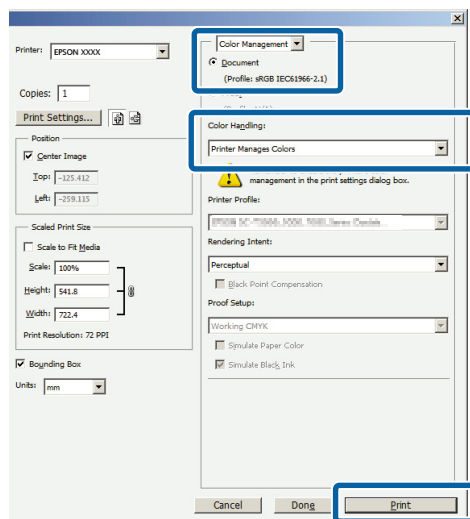 Printer:
EPSON XXXX
Copies:
1
Print Settings...
Position
Center Image
Top:
-125.412
Left:
-259.115
Scaled Print Size
Scale to Fit Media
Scale:
100%
Height:
541.8
Width:
722.4
Print Resolution: 72 PPI
Bounding Box
Units:
mm
Color Management
Document
(Profile: sRGB IEC61966-2.1)
Color Handling:
Printer Manages Colors
management in the print settings dialog box.
Printer Profile:
Rendering Intent:
Perceptual
Black Point Compensation
Proof Setup:
Working CMYK
Simulate Paper Color
Simulate Black Ink
Cancel
Done
Print